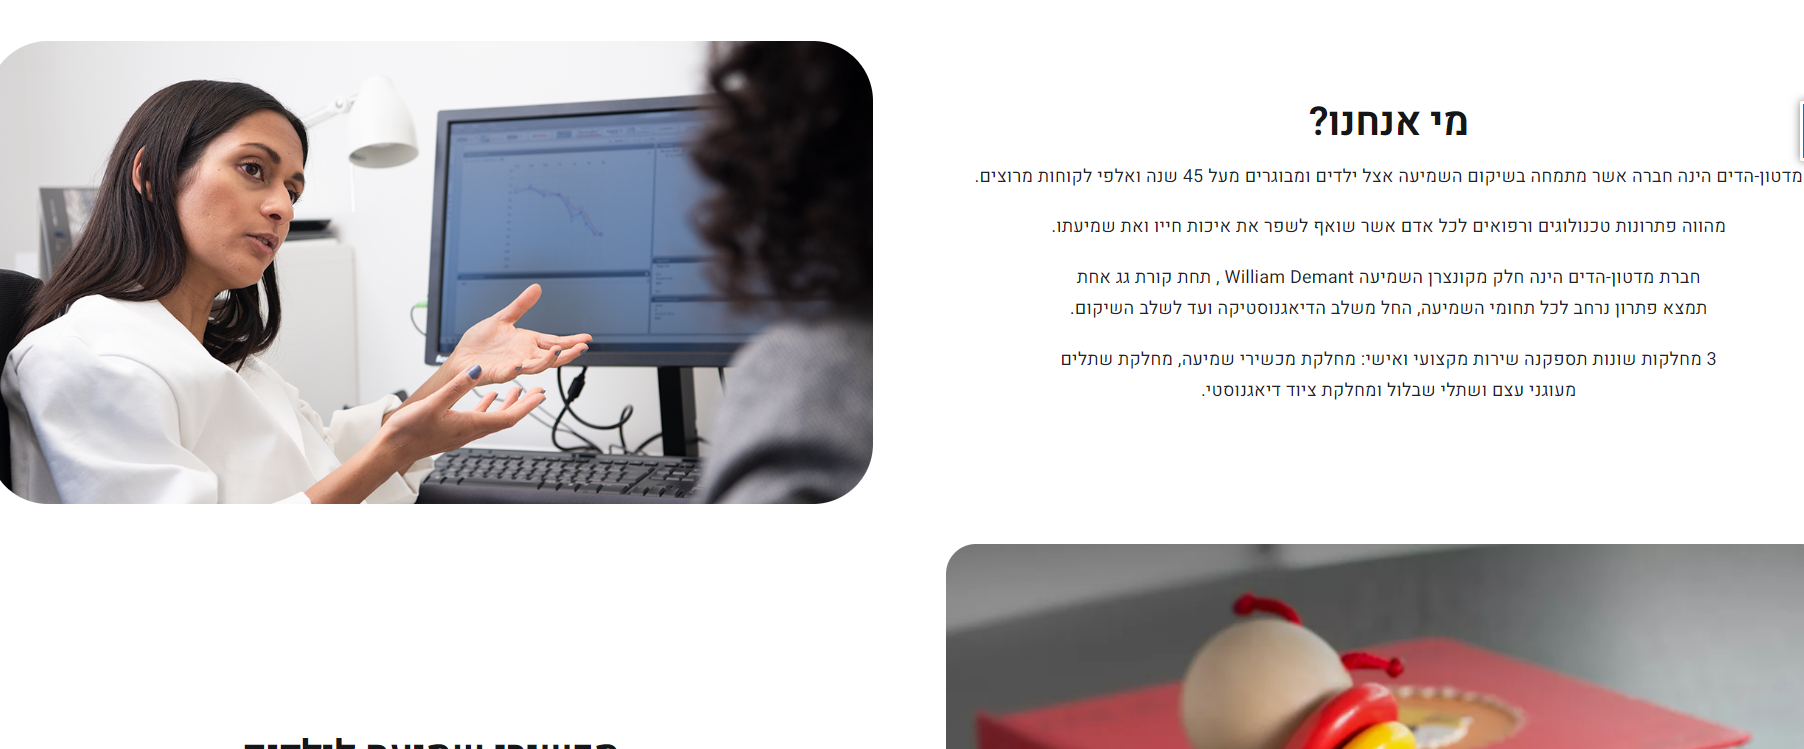 מי אנחנו?
מדטון-הדים הינה חברה אשר מתמחה בשיקום השמיעה אצל ילדים ומבוגרים מעל 45 שנה ואלפי לקוחות מרוצים.
מהווה פתרונות טכנולוגים ורפואים לכל אדם אשר שואף לשפר את איכות חייו ואת שמיעתו.
חברת מדטון-הדים הינה חלק מקונצרן השמיעה William Demant , תחת קורת גג אחת
תמצא פתרון נרחב לכל תחומי השמיעה, החל משלב הדיאגנוסטיקה ועד לשלב השיקום.
3 מחלקות שונות תספקנה שירות מקצועי ואישי: מחלקת מכשירי שמיעה, מחלקת שתלים
מעוגני עצם ושתלי שבלול ומחלקת ציוד דיאגנוסטי.
מכשירי שמיעה לילדים